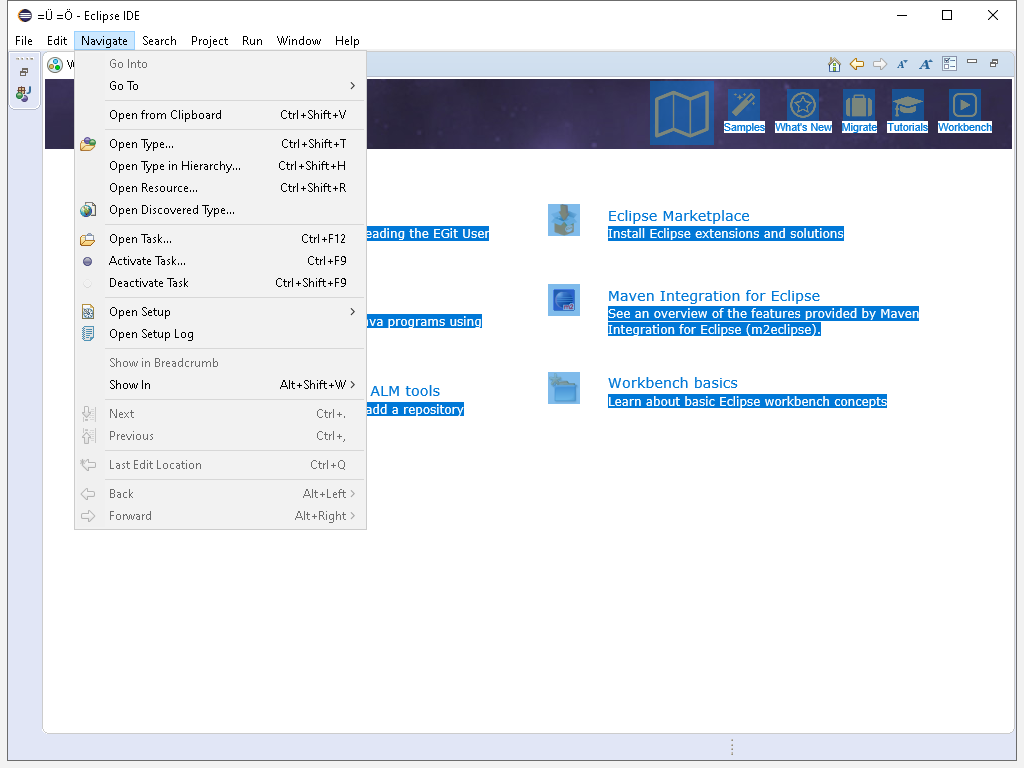 =Ü =Ö - Eclipse IDE
File Edit Navigate Search Project Run Window Help
Go Into
Go To
Open from Clipboard Ctrl+Shift+V
Open Type... Ctrl+Shift+T
Open Type in Hierarchy... Ctrl+Shift+H
Open Resource... Ctrl+Shift+R
Open Discovered Type...
Open Task... Ctrl+F12
Activate Task... Ctrl+F9
Deactivate Task Ctrl+Shift+F9
Open Setup
Open Setup Log
Show in Breadcrumb
Show In Alt+Shift+W
Next Ctrl+.
Previous Ctrl+,
Last Edit Location Ctrl+Q
Back Alt+Left
Forward Alt+Right
Samples What's New Migrate Tutorials Workbench
the EGit User
programs using
ALM tools
add a repository
Eclipse Marketplace
Install Eclipse extensions and solutions
Maven Integration for Eclipse
See an overview of the features provided by Maven
Integration for Eclipse (m2eclipse).
Workbench basics
Learn about basic Eclipse workbench concepts